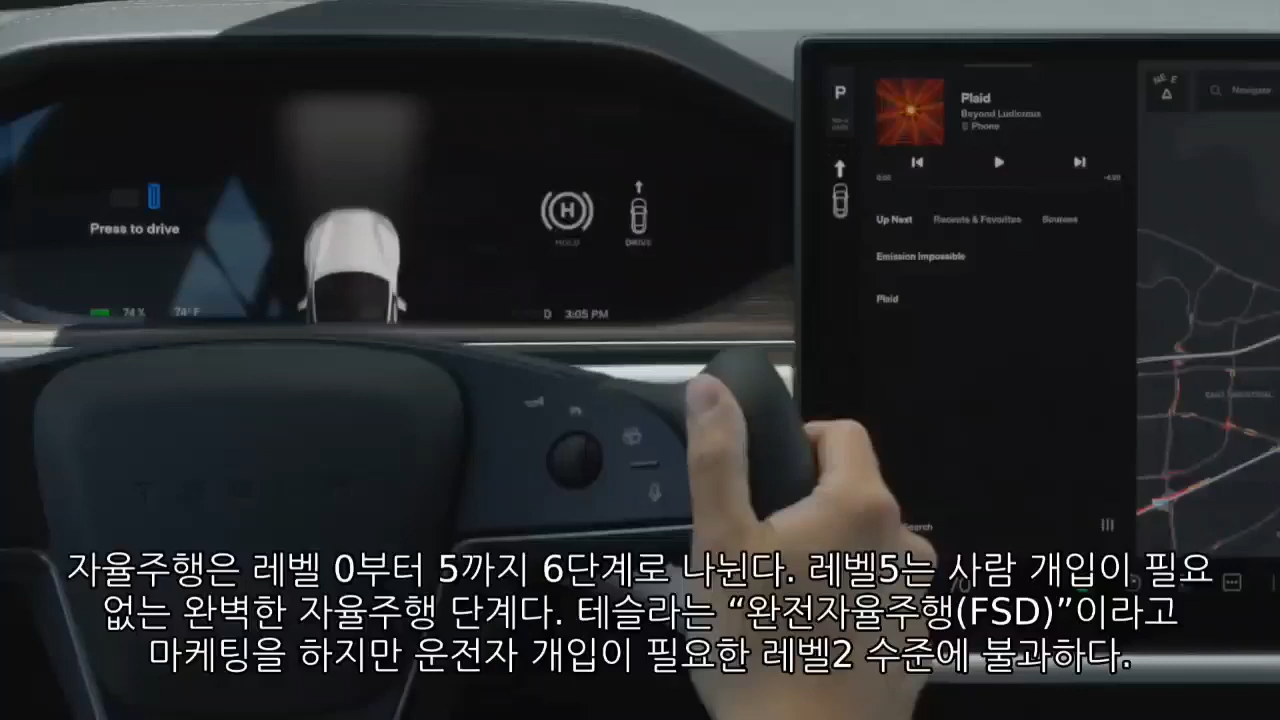 P
Plaid
Beyond Ludicrous
Phone
NE E
Navigate
Press to drive
H
HOLD
DRIVE
Up Next Recents & Favorites Sources
Emission Impossible
Plaid
74 % 74°F
D 3:05 PM
TESLA
Search
자율주행은 레벨 0부터 5까지 6단계로 나뉜다. 레벨5는 사람 개입이 필요
없는 완벽한 자율주행 단계다. 테슬라는 “완전자율주행(FSD)”이라고
마케팅을 하지만 운전자 개입이 필요한 레벨2 수준에 불과하다.